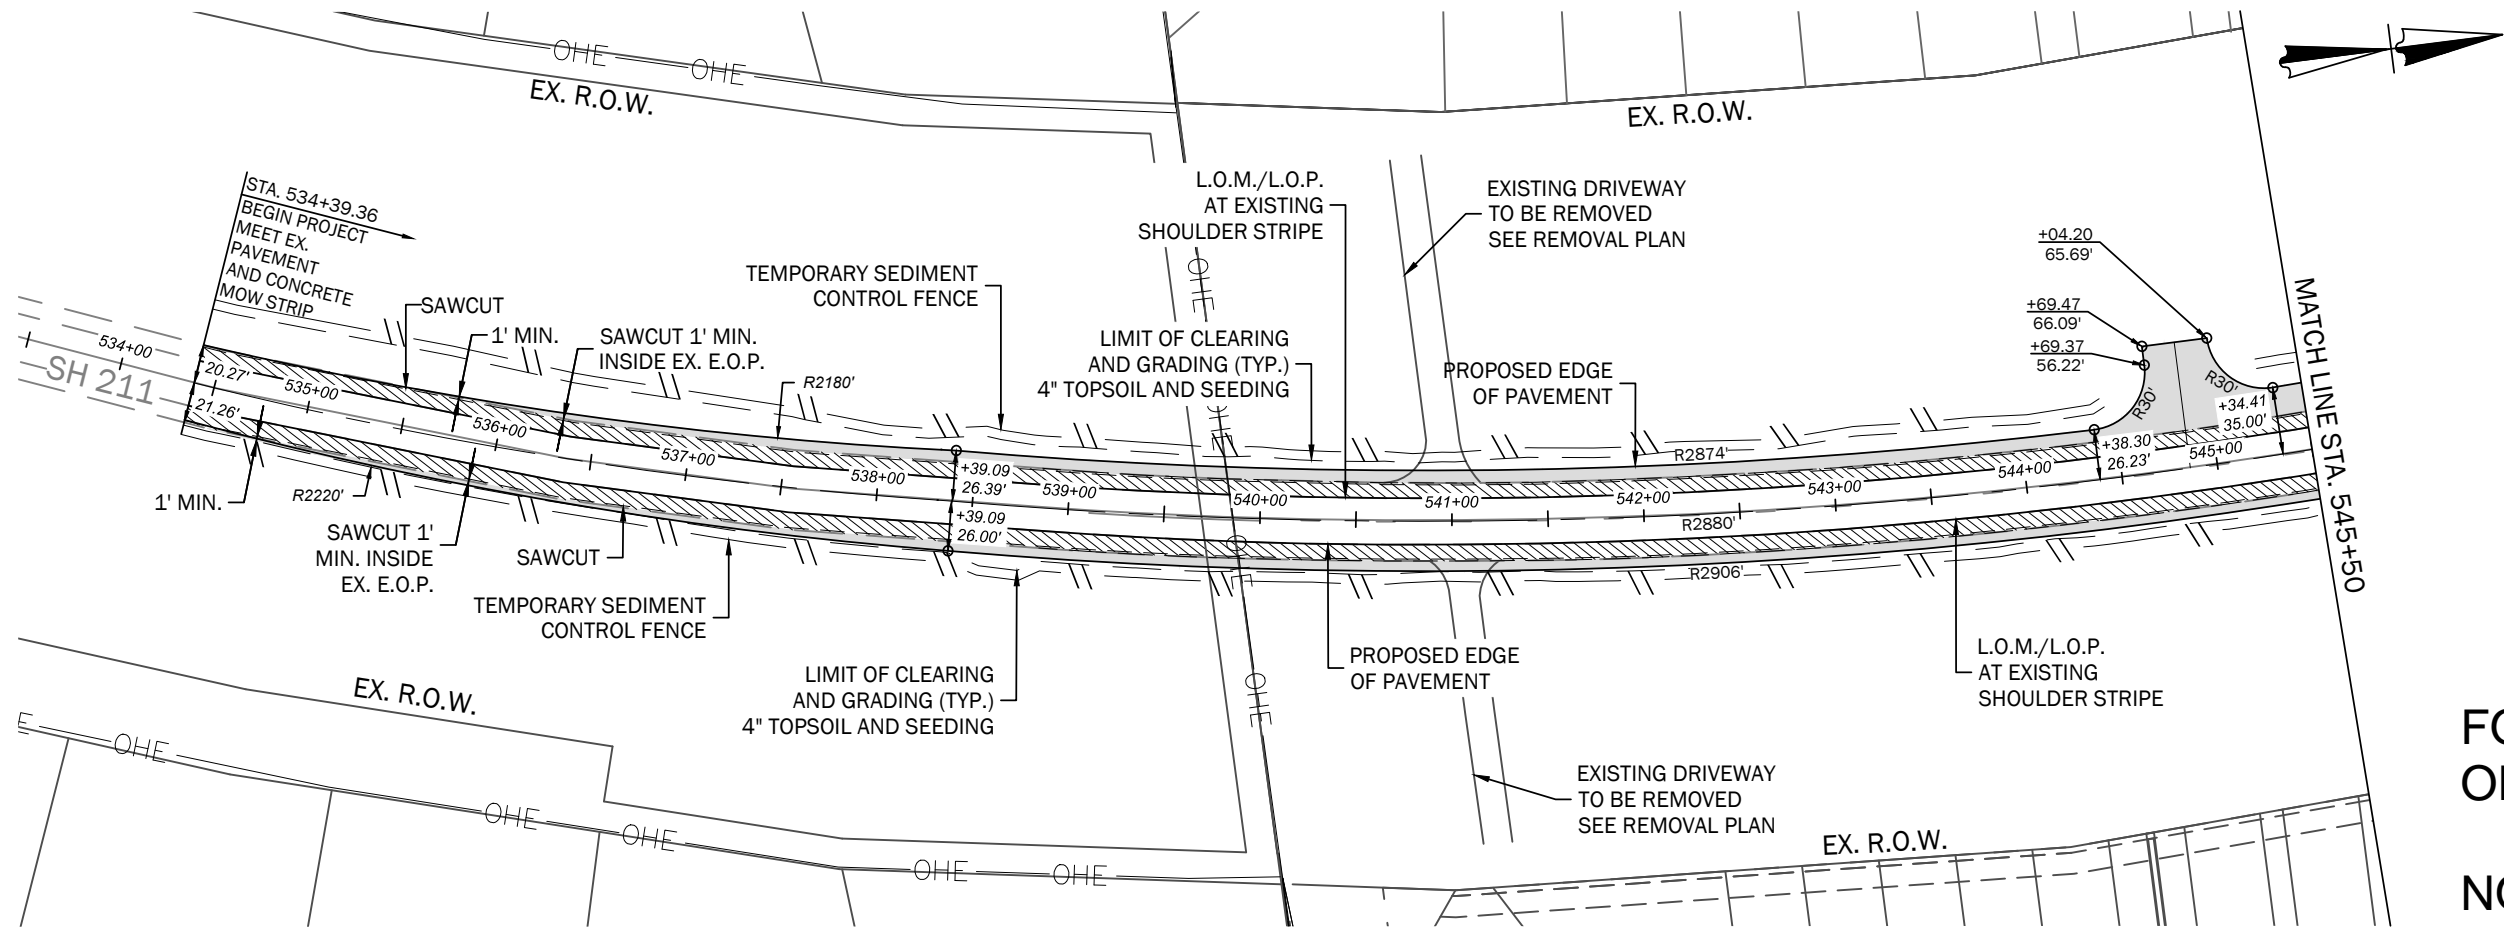 OHE
OHE
EX. R.O.W.
EX. R.O.W.
STA. 534+39.36
BEGIN PROJECT
MEET EX.
PAVEMENT
AND CONCRETE
MOW STRIP
L.O.M./L.O.P.
AT EXISTING
SHOULDER STRIPE
EXISTING DRIVEWAY
TO BE REMOVED
SEE REMOVAL PLAN
+04.20
65.69'
TEMPORARY SEDIMENT
CONTROL FENCE
OHE
SAWCUT
1' MIN.
SAWCUT 1' MIN.
INSIDE EX. E.O.P.
LIMIT OF CLEARING
AND GRADING (TYP.)
4" TOPSOIL AND SEEDING
PROPOSED EDGE
OF PAVEMENT
+69.47
66.09'
+69.37
56.22'
MATCH LINE STA. 545+50
534+00
SH 211
20.27'
21.26'
535+00
536+00
R2180'
537+00
538+00
+39.09
26.39'
539+00
540+00
541+00
542+00
543+00
544+00
545+00
R2874'
R30'
R30'
+34.41
35.00'
+38.30
26.23'
+39.09
26.00'
R2880'
R2906'
OHE
OHE
1' MIN.
R2220'
SAWCUT 1'
MIN. INSIDE
EX. E.O.P.
SAWCUT
TEMPORARY SEDIMENT
CONTROL FENCE
LIMIT OF CLEARING
AND GRADING (TYP.)
4" TOPSOIL AND SEEDING
PROPOSED EDGE
OF PAVEMENT
L.O.M./L.O.P.
AT EXISTING
SHOULDER STRIPE
OHE
EX. R.O.W.
OHE
OHE
OHE
OHE
OHE
EXISTING DRIVEWAY
TO BE REMOVED
SEE REMOVAL PLAN
EX. R.O.W.